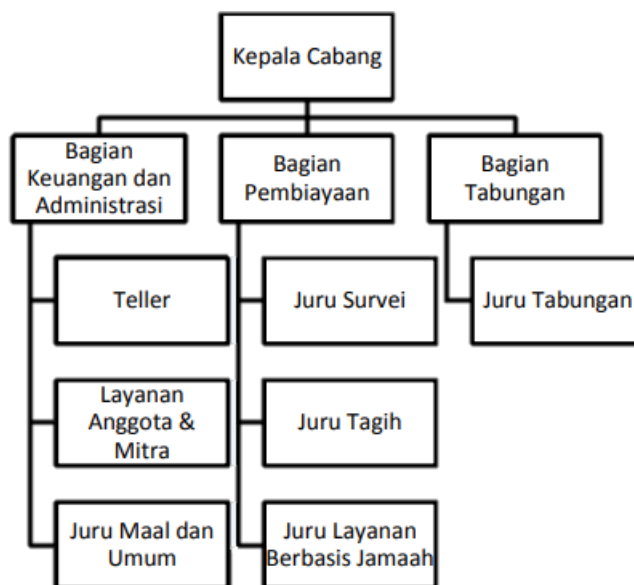 Kepala Cabang
Bagian
Keuangan dan
Administrasi
Bagian
Pembiayaan
Bagian
Tabungan
Teller
Juru Survei
Juru Tabungan
Layanan
Anggota &
Mitra
Juru Tagih
Juru Maal dan
Umum
Juru Layanan
Berbasis Jamaah